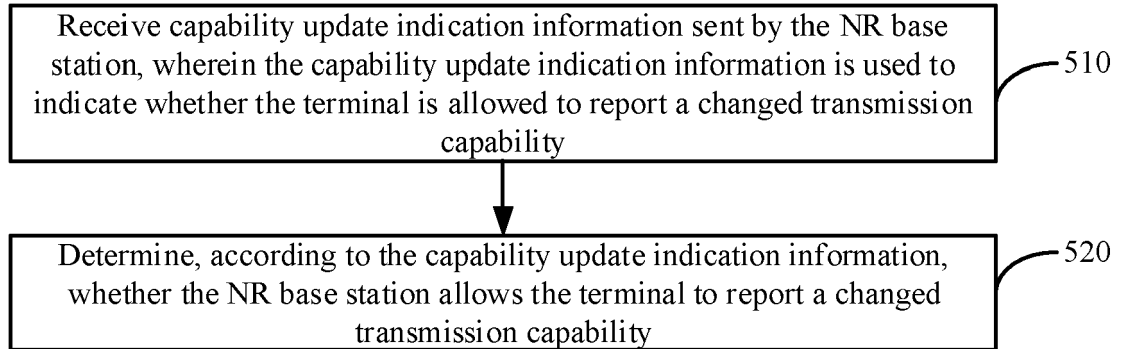 Receive capability update indication information sent by the NR base
station, wherein the capability update indication information is used to
indicate whether the terminal is allowed to report a changed transmission
capability
510
Determine, according to the capability update indication information,
whether the NR base station allows the terminal to report a changed
transmission capability
520